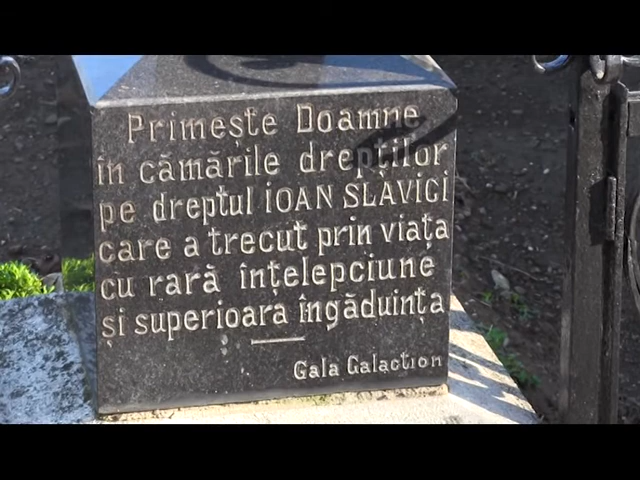 Primește Doamne
în cămările drepților
pe dreptul IOAN SLAVICI
care a trecut prin viața
cu rară înțelepciune
și superioara îngăduință
Gala Galaction